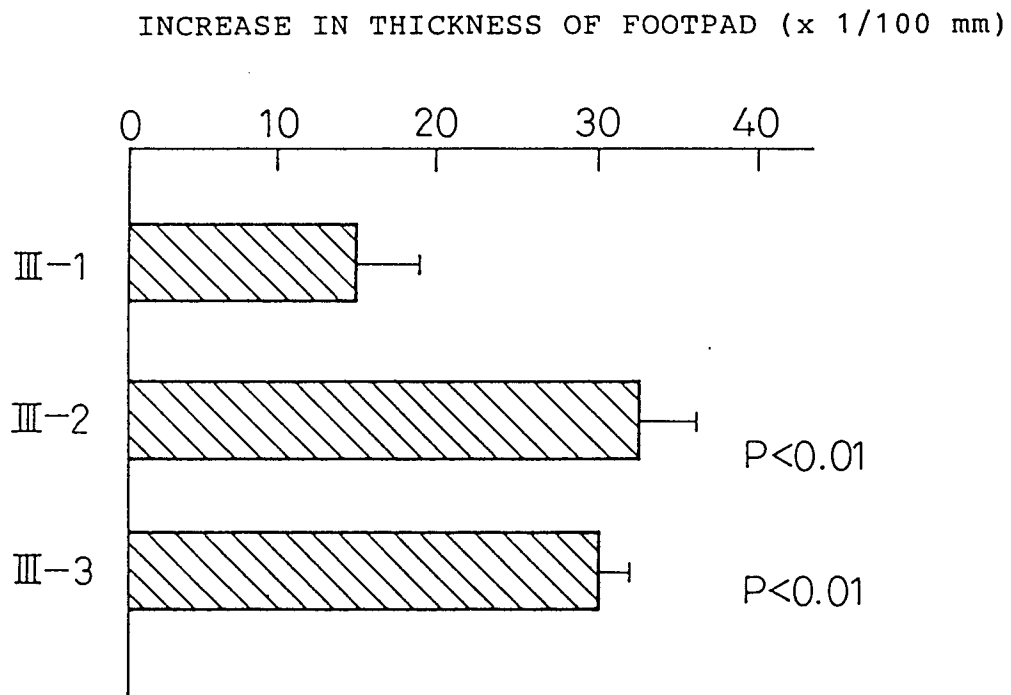 INCREASE IN THICKNESS OF FOOTPAD (x 1/100 mm)
0 10 20 30 40
Ⅲ-1
Ⅲ-2
P<0.01
Ⅲ-3
P<0.01